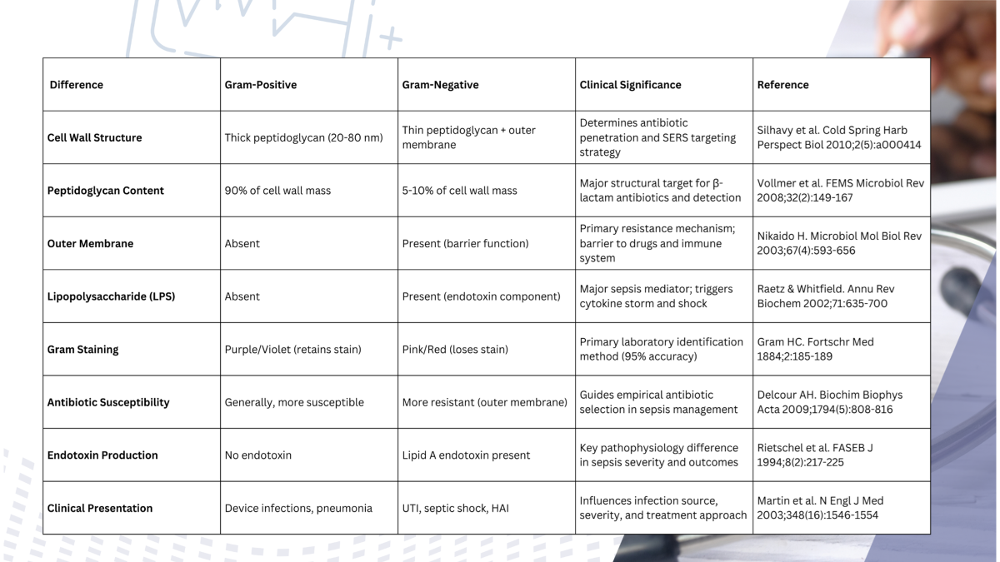 Difference
Gram-Positive
Gram-Negative
Clinical Significance
Reference
Cell Wall Structure
Thick peptidoglycan (20-80 nm)
Thin peptidoglycan + outer
membrane
Determines antibiotic
penetration and SERS targeting
strategy
Silhavy et al. Cold Spring Harb
Perspect Biol 2010;2(5):a000414
Peptidoglycan Content
90% of cell wall mass
5-10% of cell wall mass
Major structural target for β-
lactam antibiotics and detection
Vollmer et al. FEMS Microbiol Rev
2008;32(2):149-167
Outer Membrane
Absent
Present (barrier function)
Primary resistance mechanism;
barrier to drugs and immune
system
Nikaido H. Microbiol Mol Biol Rev
2003;67(4):593-656
Lipopolysaccharide (LPS)
Absent
Present (endotoxin component)
Major sepsis mediator; triggers
cytokine storm and shock
Raetz & Whitfield. Annu Rev
Biochem 2002;71:635-700
Gram Staining
Purple/Violet (retains stain)
Pink/Red (loses stain)
Primary laboratory identification
method (95% accuracy)
Gram HC. Fortschr Med
1884;2:185-189
Antibiotic Susceptibility
Generally, more susceptible
More resistant (outer membrane)
Guides empirical antibiotic
selection in sepsis management
Delcour AH. Biochim Biophys
Acta 2009;1794(5):808-816
Endotoxin Production
No endotoxin
Lipid A endotoxin present
Key pathophysiology difference
in sepsis severity and outcomes
Rietschel et al. FASEB J
1994;8(2):217-225
Clinical Presentation
Device infections, pneumonia
UTI, septic shock, HAI
Influences infection source,
severity, and treatment approach
Martin et al. N Engl J Med
2003;348(16):1546-1554